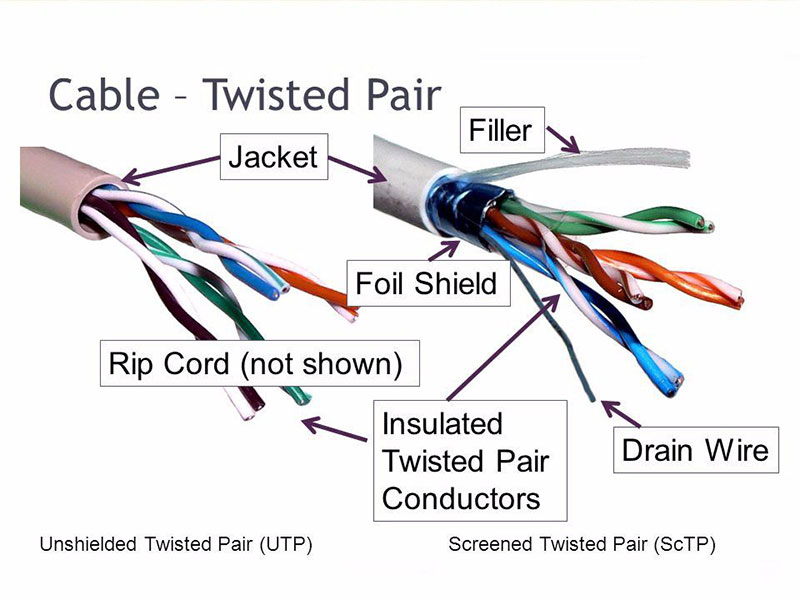 Cable – Twisted Pair
Filler
Jacket
Foil Shield
Rip Cord (not shown)
Insulated
Twisted Pair
Conductors
Drain Wire
Unshielded Twisted Pair (UTP)
Screened Twisted Pair (ScTP)